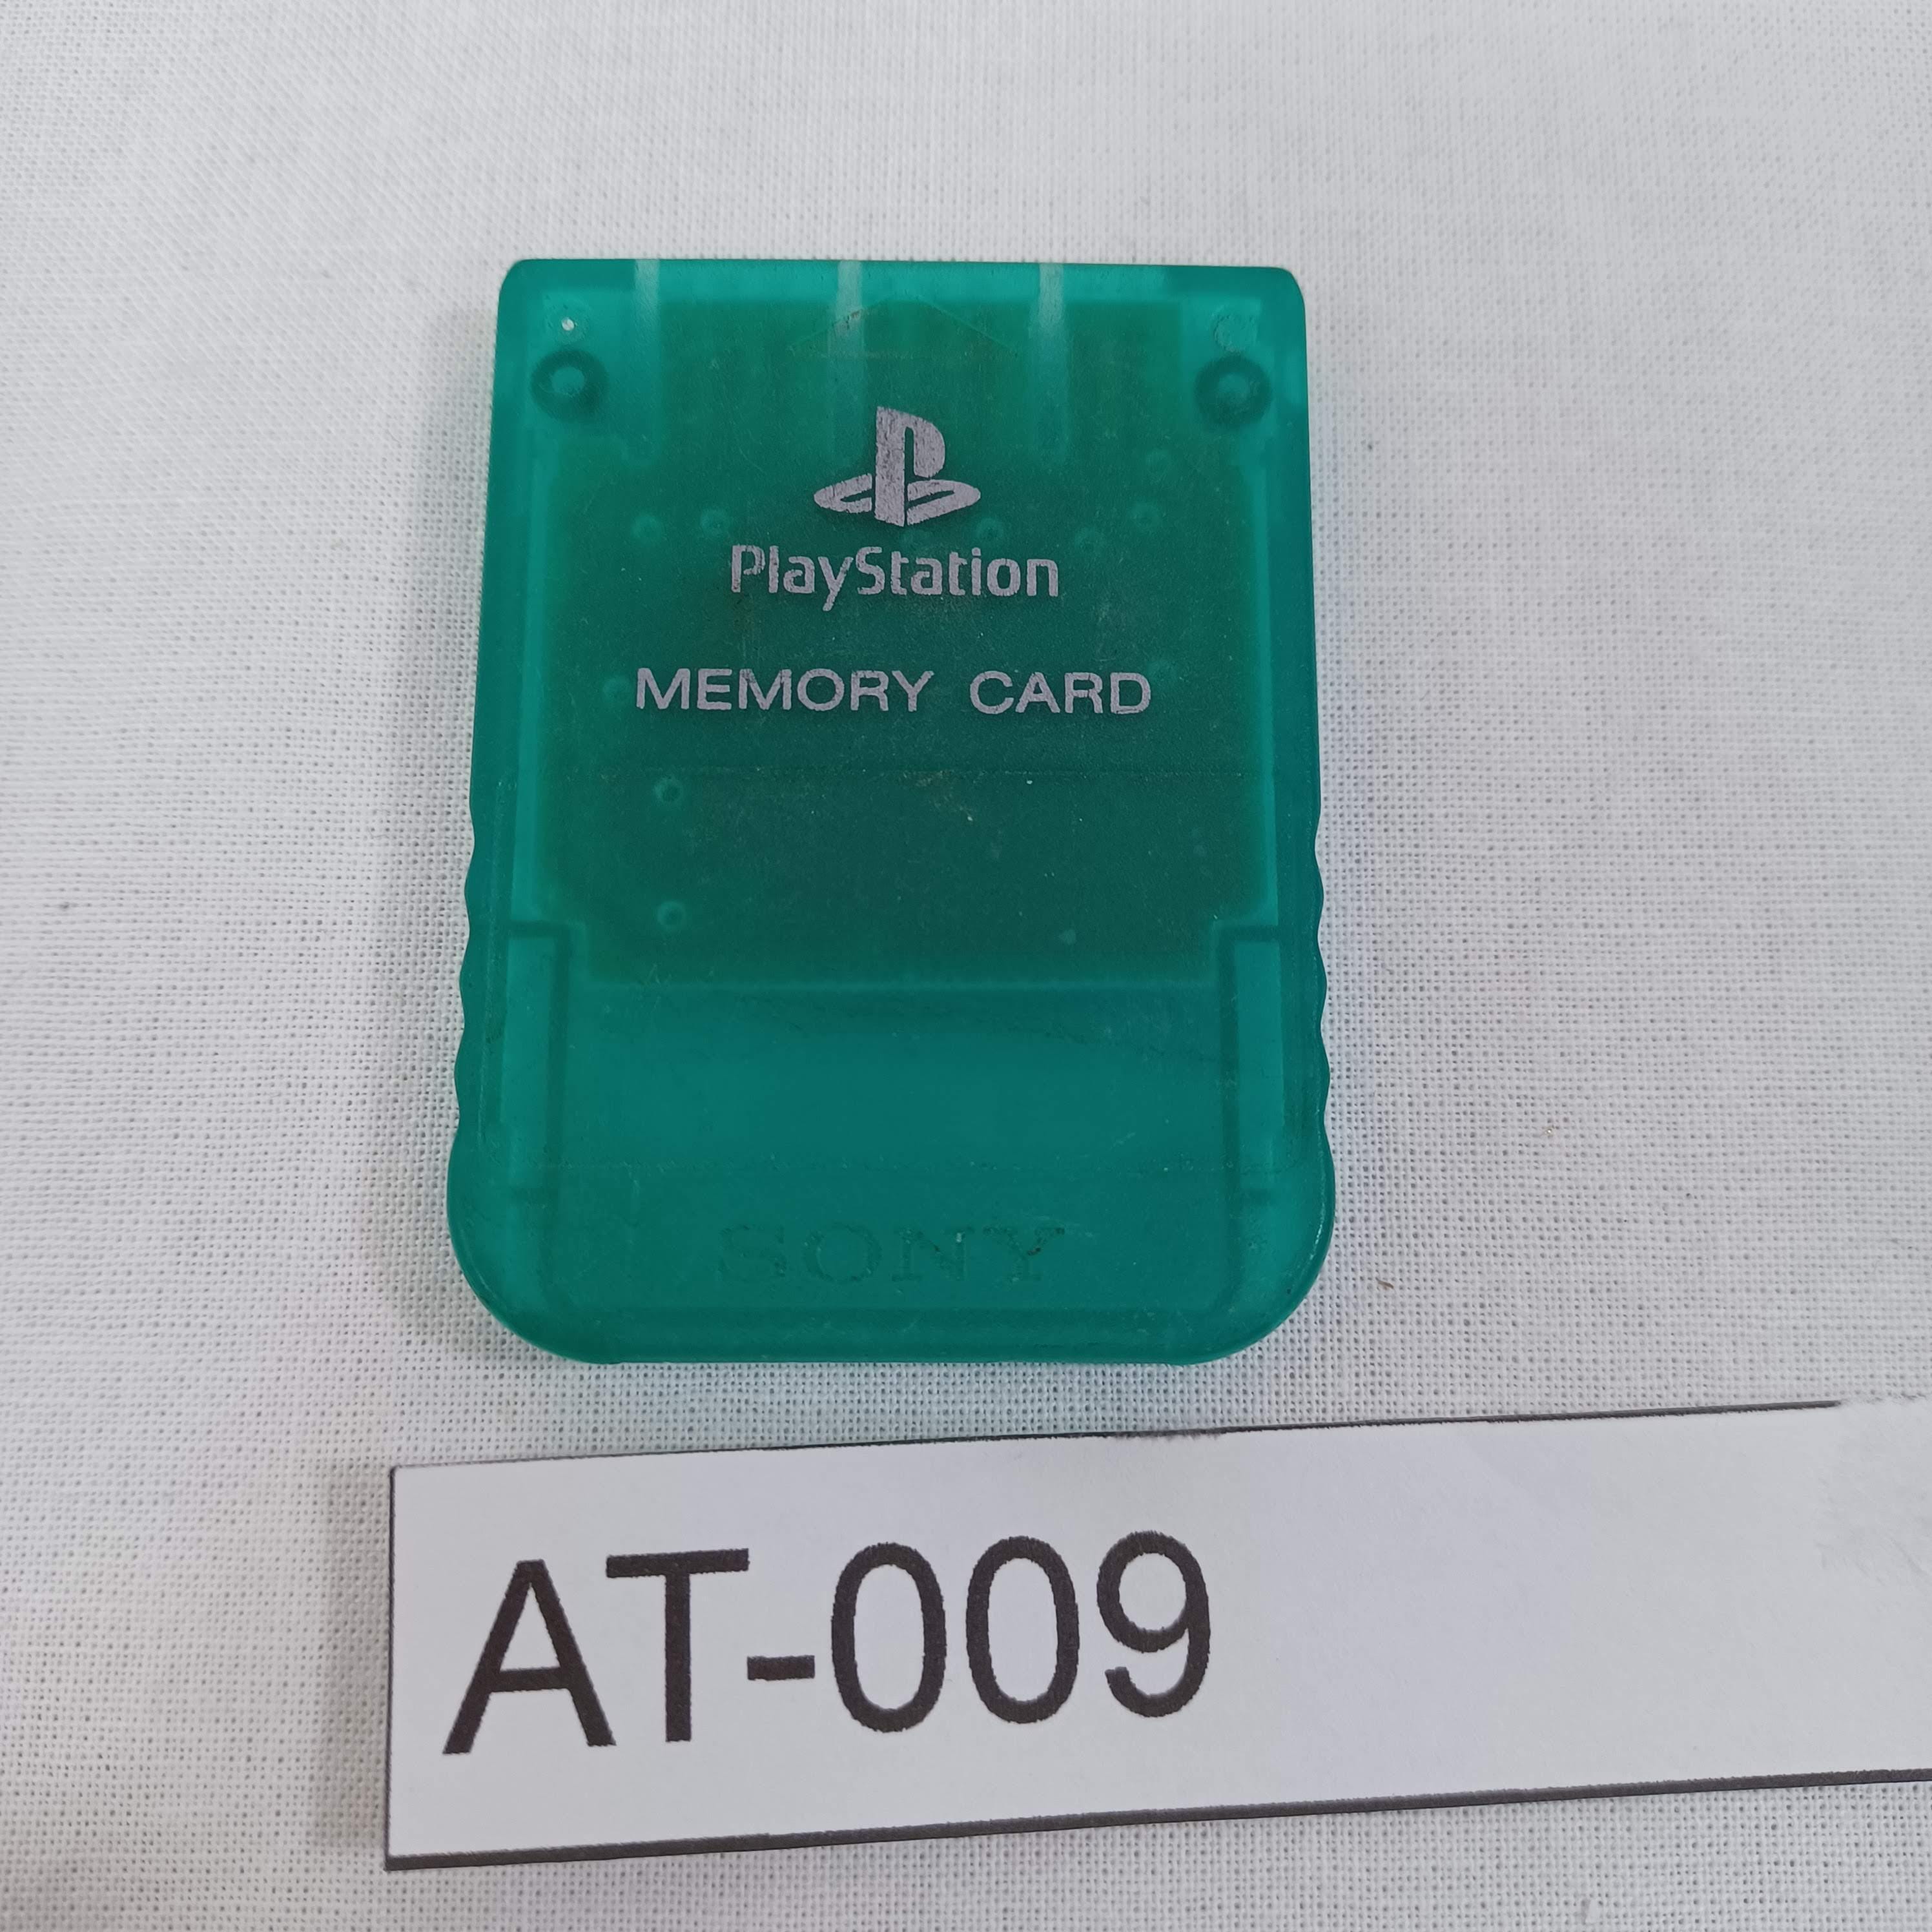 PlayStation
MEMORY CARD
SONY
AT-009